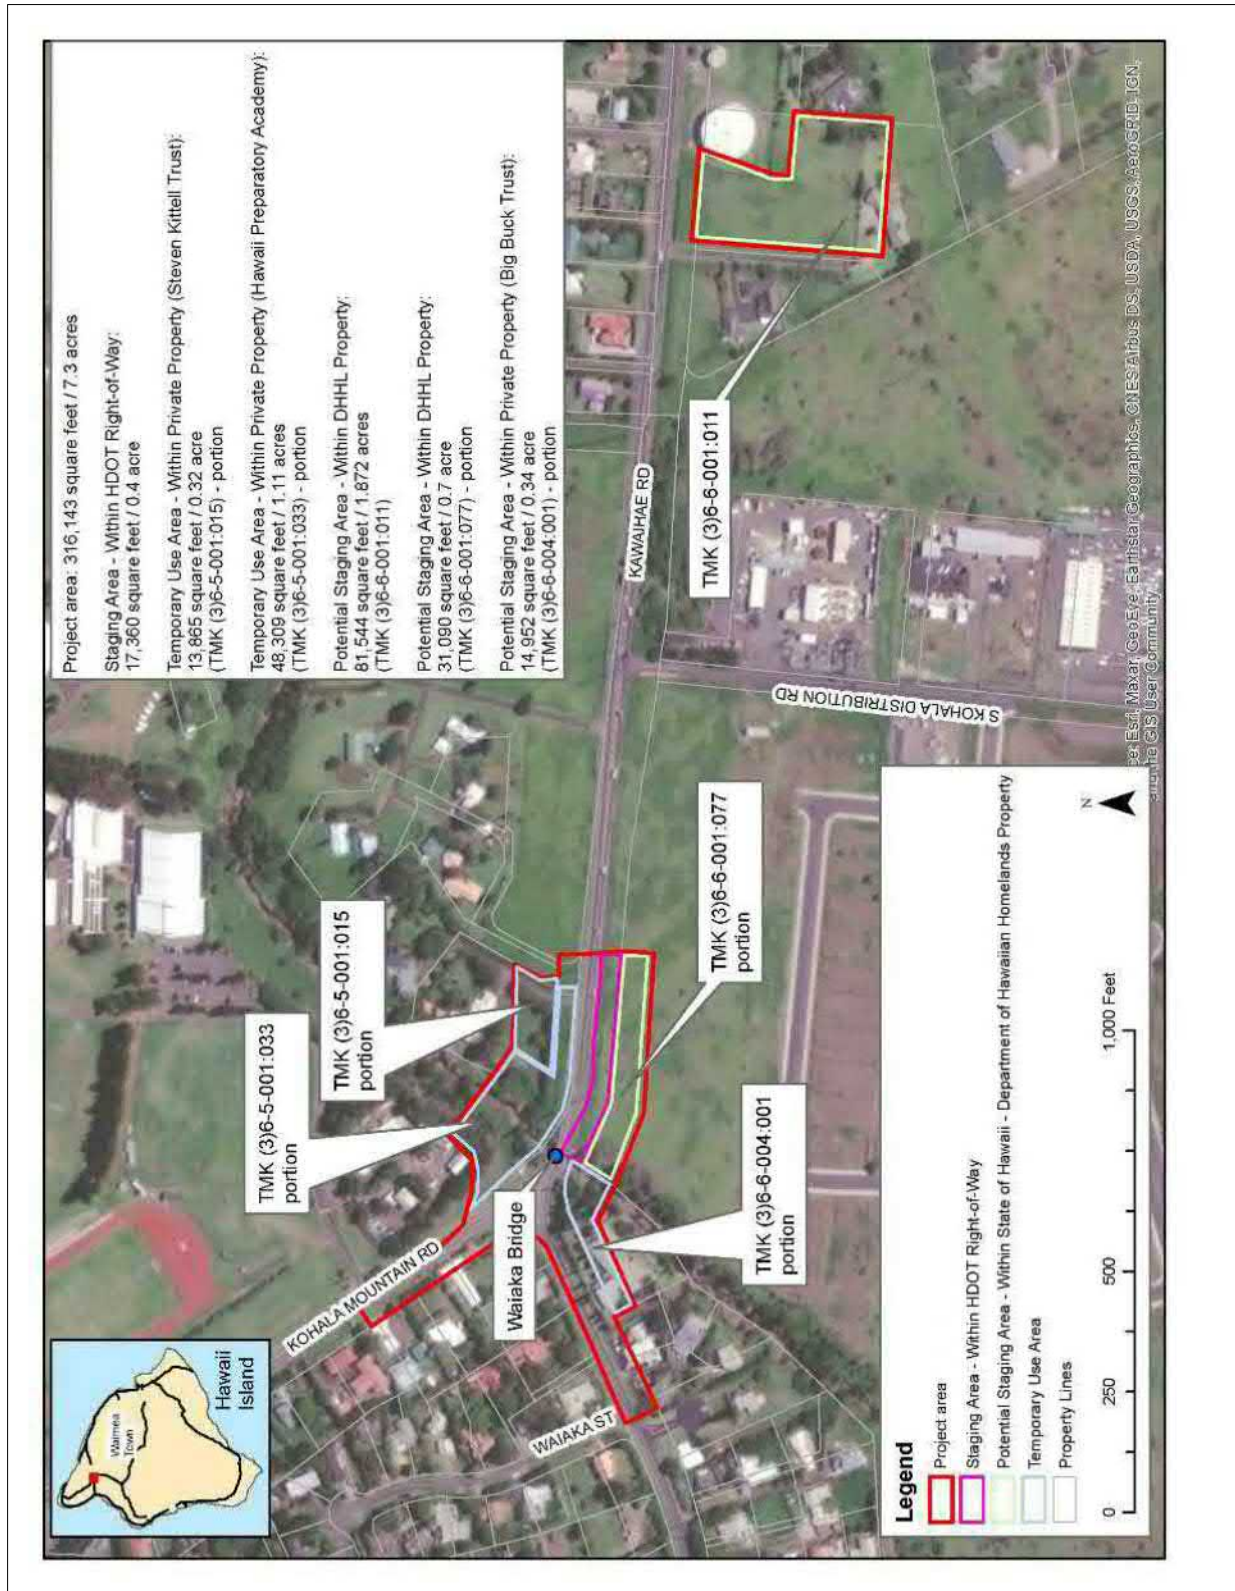 Project area: 316,143 square feet / 7.3 acres
Staging Area - Within HDOT Right-of-Way:
17,360 square feet / 0.4 acre
Temporary Use Area - Within Private Property (Steven Kittell Trust):
13,865 square feet / 0.32 acre
(TMK (3)6-5-001:015) - portion
Temporary Use Area - Within Private Property (Hawaii Preparatory Academy):
48,309 square feet / 1.11 acres
(TMK (3)6-5-001:033) - portion
Potential Staging Area - Within DHHL Property:
81,544 square feet / 1.872 acres
(TMK (3)6-6-001:011)
Potential Staging Area - Within DHHL Property:
31,090 square feet / 0.7 acre
(TMK (3)6-6-001:077) - portion
Potential Staging Area - Within Private Property (Big Buck Trust):
14,952 square feet / 0.34 acre
(TMK (3)6-6-004:001) - portion
Waimea
Town
Hawaii
Island
TMK (3)6-5-001:033
portion
TMK (3)6-5-001:015
portion
KOHALA MOUNTAIN RD
Waiaka Bridge
WAIAKA ST
KAWAIHAE RD
TMK (3)6-6-001:011
S KOHALA DISTRIBUTION RD
TMK (3)6-6-001:077
portion
TMK (3)6-6-004:001
portion
Legend
Project area
Staging Area - Within HDOT Right-of-Way
Potential Staging Area - Within State of Hawaii - Department of Hawaiian Homelands Property
Temporary Use Area
Property Lines
0 250 500 1,000 Feet
N
Esri, Maxar, GeoEye, Earthstar Geographics, CNES/Airbus DS, USDA, USGS, AeroGRID, IGN,
and the GIS User Community